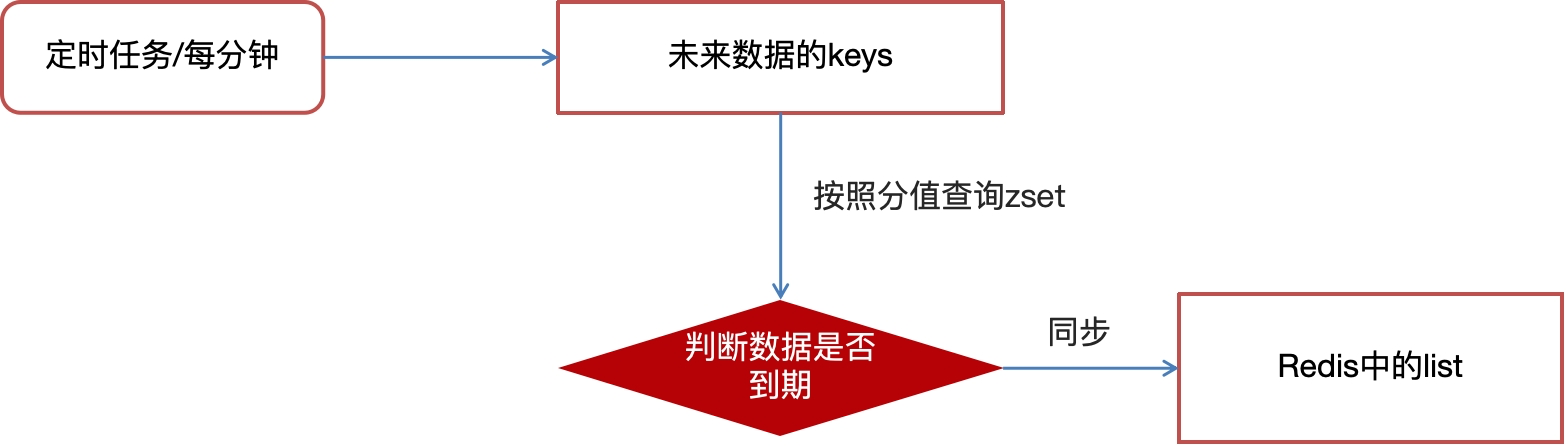 定时任务/每分钟
未来数据的keys
按照分值查询zset
判断数据是否
到期
同步
Redis中的list